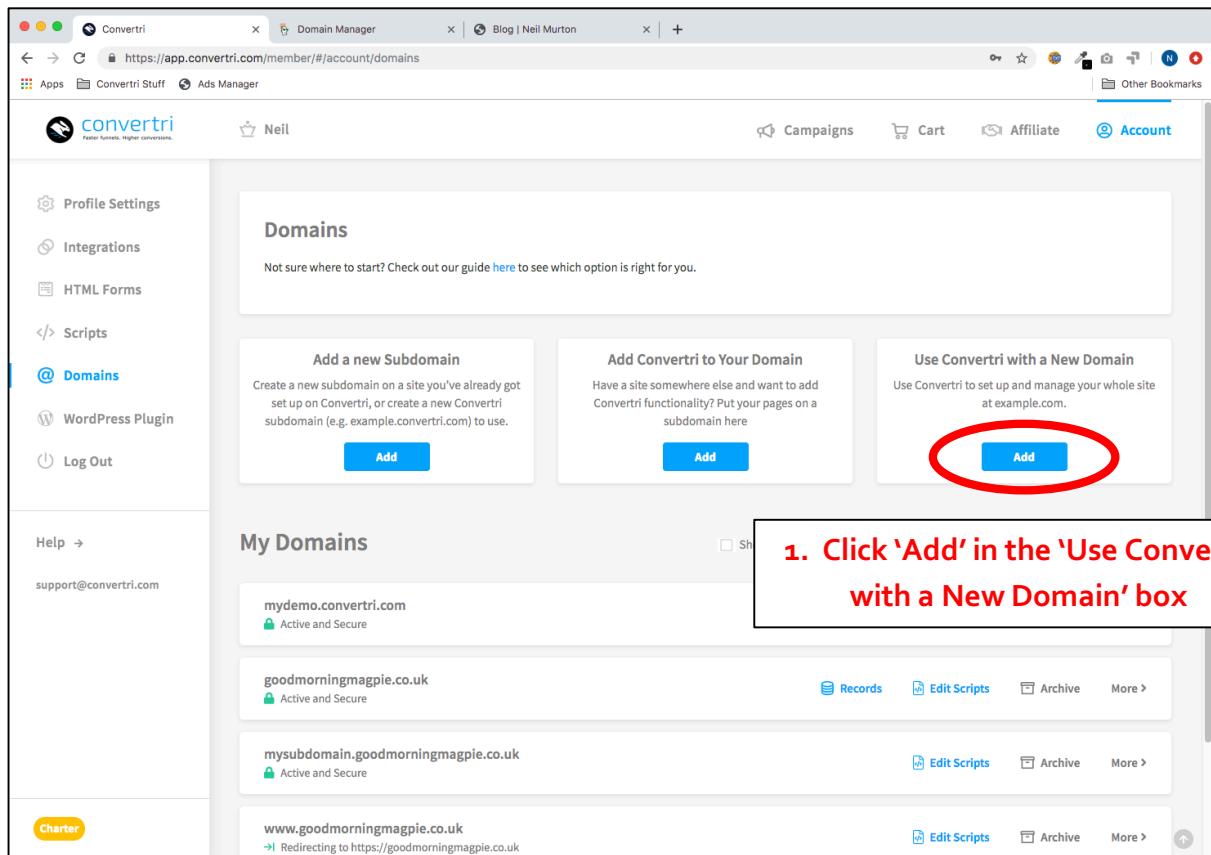 Convertri
Domain Manager
Blog | Neil Murton
https://app.convertri.com/member/#/account/domains
N
Apps
Convertri Stuff
Ads Manager
Other Bookmarks
convertri
Faster funnels. Higher conversions.
Neil
Campaigns
Cart
Affiliate
Account
Profile Settings
Integrations
HTML Forms
Scripts
Domains
WordPress Plugin
Log Out
Help →
support@convertri.com
Charter
Domains
Not sure where to start? Check out our guide here to see which option is right for you.
Add a new Subdomain
Create a new subdomain on a site you've already got
set up on Convertri, or create a new Convertri
subdomain (e.g. example.convertri.com) to use.
Add
Add Convertri to Your Domain
Have a site somewhere else and want to add
Convertri functionality? Put your pages on a
subdomain here
Add
Use Convertri with a New Domain
Use Convertri to set up and manage your whole site
at example.com.
Add
My Domains
1. Click ‘Add’ in the ‘Use Conve
with a New Domain’ box
mydemo.convertri.com
Active and Secure
goodmorningmagpie.co.uk
Active and Secure
Records
Edit Scripts
Archive
More >
mysubdomain.goodmorningmagpie.co.uk
Active and Secure
Edit Scripts
Archive
More >
www.goodmorningmagpie.co.uk
Redirecting to https://goodmorningmagpie.co.uk
Edit Scripts
Archive
More >